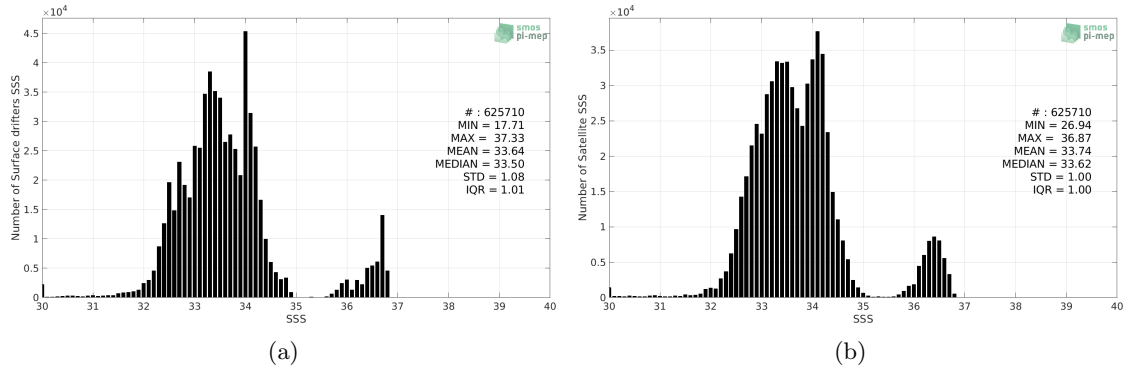 ×10⁴
smos
pi-mep
4.5
4
3.5
3
2.5
2
1.5
1
0.5
0
Number of Surface drifters SSS
# : 625710
MIN = 17.71
MAX = 37.33
MEAN = 33.64
MEDIAN = 33.50
STD = 1.08
IQR = 1.01
30 31 32 33 34 35 36 37 38 39 40
SSS
(a)
×10⁴
smos
pi-mep
3.5
3
2.5
2
1.5
1
0.5
0
Number of Satellite SSS
# : 625710
MIN = 26.94
MAX = 36.87
MEAN = 33.74
MEDIAN = 33.62
STD = 1.00
IQR = 1.00
30 31 32 33 34 35 36 37 38 39 40
SSS
(b)